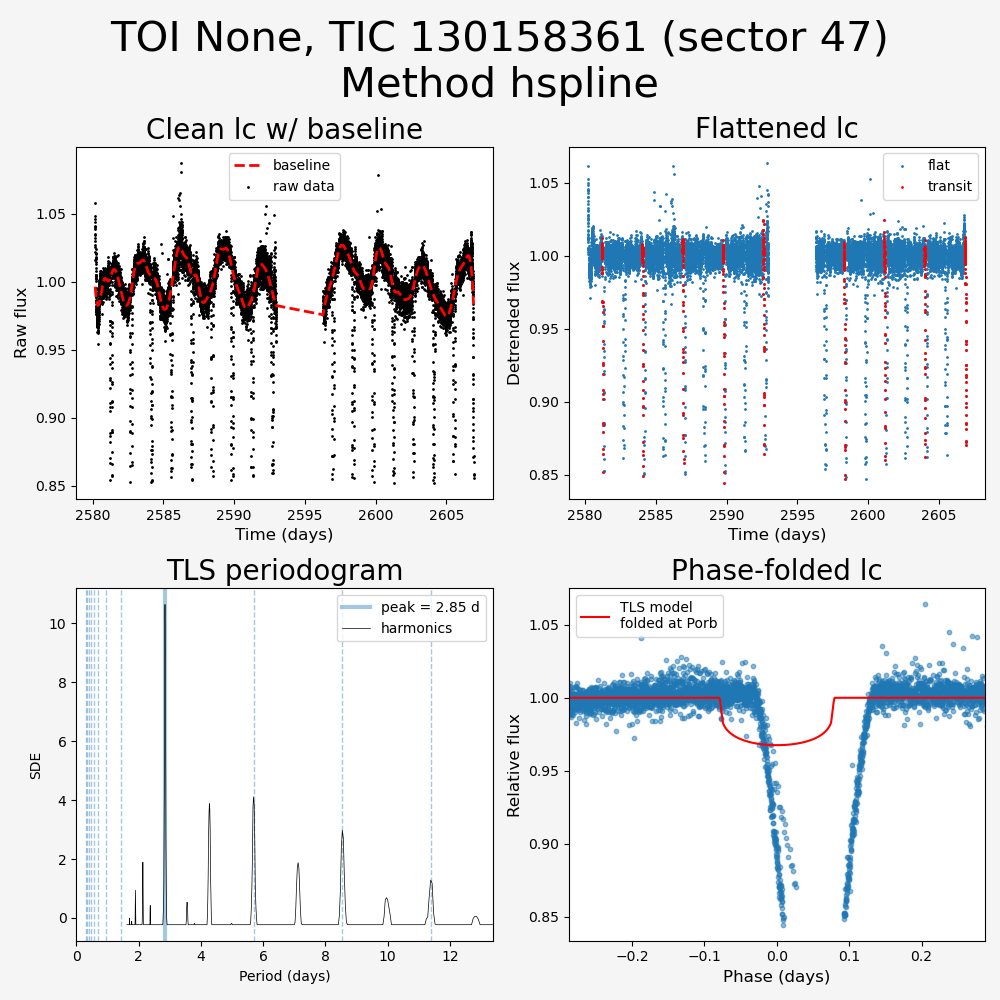 TOI None, TIC 130158361 (sector 47)
Method hspline
Clean lc w/ baseline
baseline
raw data
1.05
1.00
0.95
0.90
0.85
Raw flux
2580
2585
2590
2595
2600
2605
Time (days)
Flattened lc
flat
transit
1.05
1.00
0.95
0.90
0.85
Detrended flux
2580
2585
2590
2595
2600
2605
Time (days)
TLS periodogram
peak = 2.85 d
harmonics
10
8
6
4
2
0
SDE
0
2
4
6
8
10
12
Period (days)
Phase-folded lc
TLS model
folded at Porb
1.05
1.00
0.95
0.90
0.85
Relative flux
−0.2
−0.1
0.0
0.1
0.2
Phase (days)